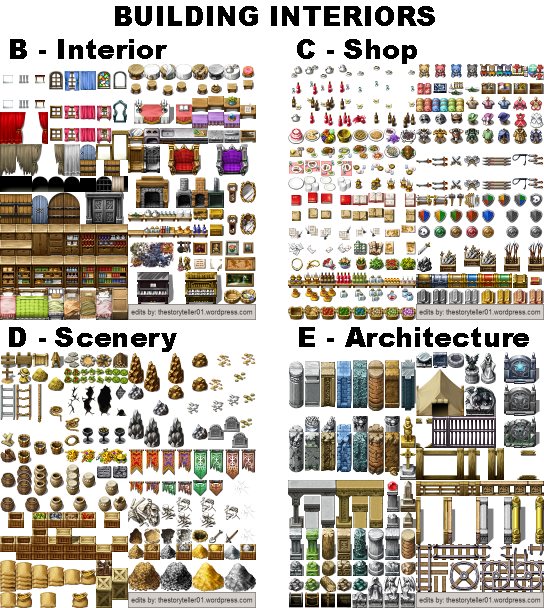 BUILDING INTERIORS
B - Interior
C - Shop
edits by: thestoryteller01.wordpress.com
edits by: thestoryteller01.wordpress.com
D - Scenery
E - Architecture
edits by: thestoryteller01.wordpress.com
edits by: thestoryteller01.wordpress.com